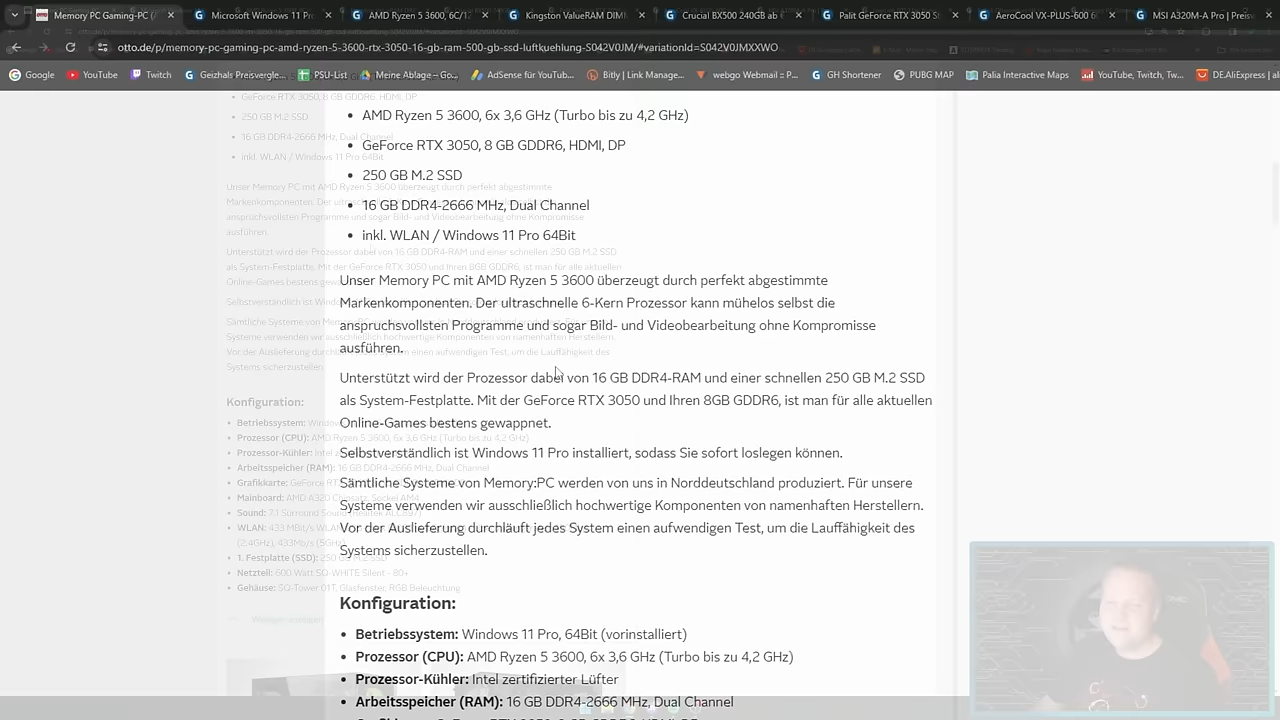 Memory PC Gaming-PC (
Microsoft Windows 11 Pr
AMD Ryzen 5 3600, 6C/12
Kingston ValueRAM DIM
Crucial BX500 240GB ab
Palit GeForce RTX 3050 St
AeroCool VX-PLUS-600 6
MSI A320M-A Pro | Preisv
otto.de/p/memory-pc-gaming-pc-amd-ryzen-5-3600-rtx-3050-16-gb-ram-500-gb-ssd-luftkuehlung-S042V0JM/#variationId=S042V0JMXXWO
Google YouTube Twitch Geizhals Preisvergle... PSU-List Meine Ablage – Go... AdSense für YouTub... Bitly | Link Manage... webgo Webmail :: P... GH Shortener PUBG MAP Palia Interactive Maps YouTube, Twitch, Tw... DE.AliExpress | al
AMD Ryzen 5 3600, 6x 3,6 GHz (Turbo bis zu 4,2 GHz)
GeForce RTX 3050, 8 GB GDDR6, HDMI, DP
250 GB M.2 SSD
16 GB DDR4-2666 MHz, Dual Channel
inkl. WLAN / Windows 11 Pro 64Bit
Unser Memory PC mit AMD Ryzen 5 3600 überzeugt durch perfekt abgestimmte
Markenkomponenten. Der ultraschnelle 6-Kern Prozessor kann mühelos selbst die
anspruchsvollsten Programme und sogar Bild- und Videobearbeitung ohne Kompromisse
ausführen.
Unterstützt wird der Prozessor dabei von 16 GB DDR4-RAM und einer schnellen 250 GB M.2 SSD
als System-Festplatte. Mit der GeForce RTX 3050 und Ihren 8GB GDDR6, ist man für alle aktuellen
Online-Games bestens gewappnet.
Selbstverständlich ist Windows 11 Pro installiert, sodass Sie sofort loslegen können.
Sämtliche Systeme von Memory:PC werden von uns in Norddeutschland produziert. Für unsere
Systeme verwenden wir ausschließlich hochwertige Komponenten von namenhaften Herstellern.
Vor der Auslieferung durchläuft jedes System einen aufwendigen Test, um die Lauffähigkeit des
Systems sicherzustellen.
Konfiguration:
Betriebssystem: Windows 11 Pro, 64Bit (vorinstalliert)
Prozessor (CPU): AMD Ryzen 5 3600, 6x 3,6 GHz (Turbo bis zu 4,2 GHz)
Prozessor-Kühler: Intel zertifizierter Lüfter
Arbeitsspeicher (RAM): 16 GB DDR4-2666 MHz, Dual Channel